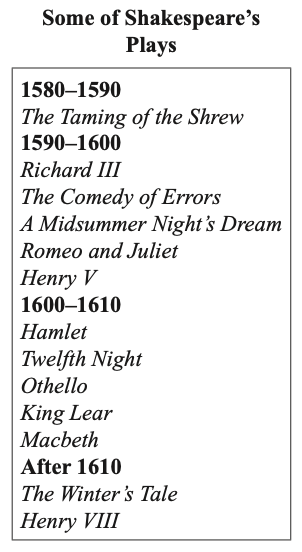 Some of Shakespeare’s
Plays
1580–1590
The Taming of the Shrew
1590–1600
Richard III
The Comedy of Errors
A Midsummer Night’s Dream
Romeo and Juliet
Henry V
1600–1610
Hamlet
Twelfth Night
Othello
King Lear
Macbeth
After 1610
The Winter’s Tale
Henry VIII